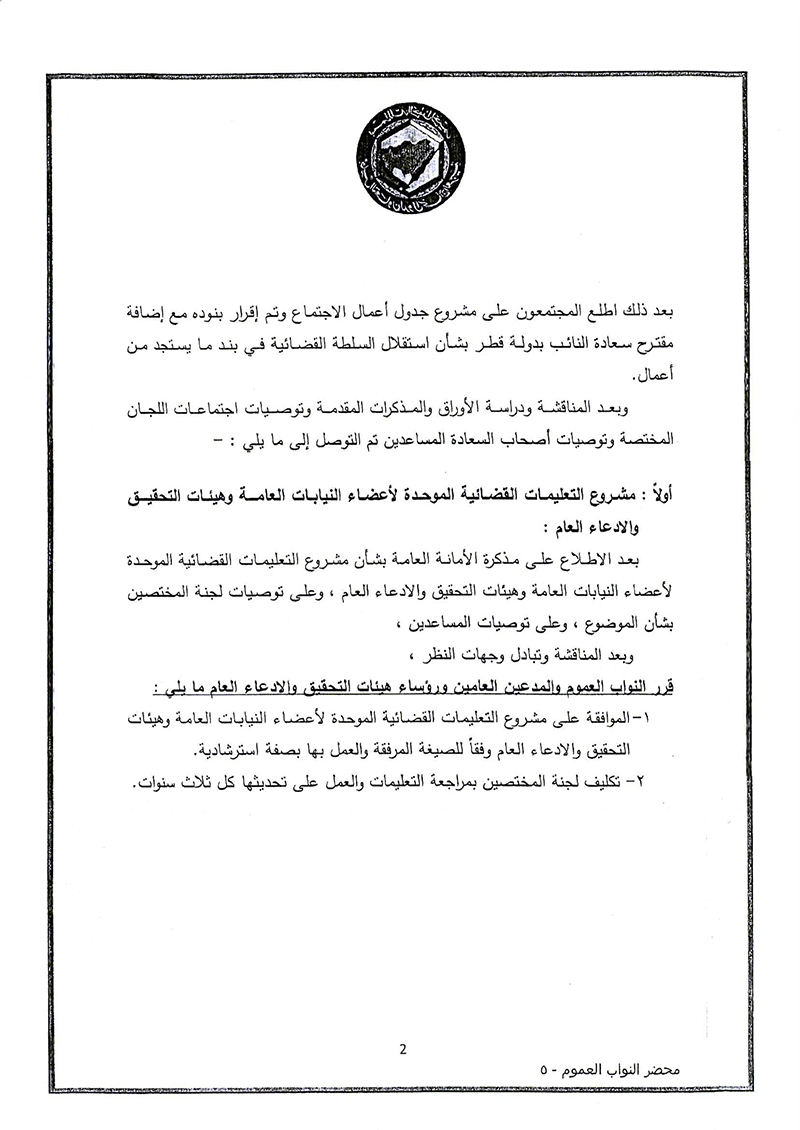 بعد ذلك اطلع المجتمعون على مشروع جدول أعمال الاجتماع وتم إقرار بنوده مع إضافة
مقترح سعادة النائب بدولة قطر بشأن استقلال السلطة القضائية في بند ما يستجد من
أعمال.
وبعد المناقشة ودراسة الأوراق والمذكرات المقدمة وتوصيات اجتماعات اللجان
المختصة وتوصيات أصحاب السعادة المساعدين تم التوصل إلى ما يلي : –
أولاً : مشروع التعليمات القضائية الموحدة لأعضاء النيابات العامة وهيئات التحقيق
والادعاء العام :
بعد الاطلاع على مذكرة الأمانة العامة بشأن مشروع التعليمات القضائية الموحدة
لأعضاء النيابات العامة وهيئات التحقيق والادعاء العام ، وعلى توصيات لجنة المختصين
بشأن الموضوع ، وعلى توصيات المساعدين ،
وبعد المناقشة وتبادل وجهات النظر ،
قرر النواب العموم والمدعين العامين ورؤساء هيئات التحقيق والادعاء العام ما يلي :
١– الموافقة على مشروع التعليمات القضائية الموحدة لأعضاء النيابات العامة وهيئات
التحقيق والادعاء العام وفقاً للصيغة المرفقة والعمل بها بصفة استرشادية.
٢– تكليف لجنة المختصين بمراجعة التعليمات والعمل على تحديثها كل ثلاث سنوات.
2
محضر النواب العموم - ٥